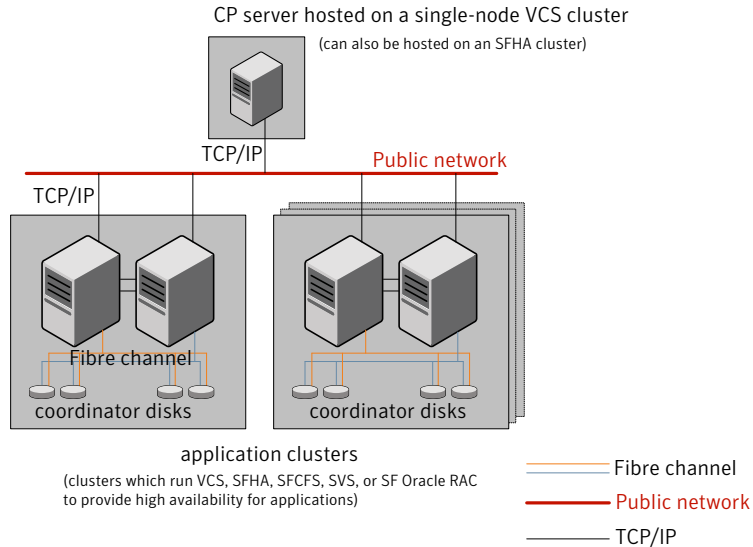 CP server hosted on a single-node VCS cluster
(can also be hosted on an SFHA cluster)
TCP/IP
Public network
TCP/IP
Fibre channel
coordinator disks
coordinator disks
application clusters
(clusters which run VCS, SFHA, SFCFS, SVS, or SF Oracle RAC
to provide high availability for applications)
Fibre channel
Public network
TCP/IP